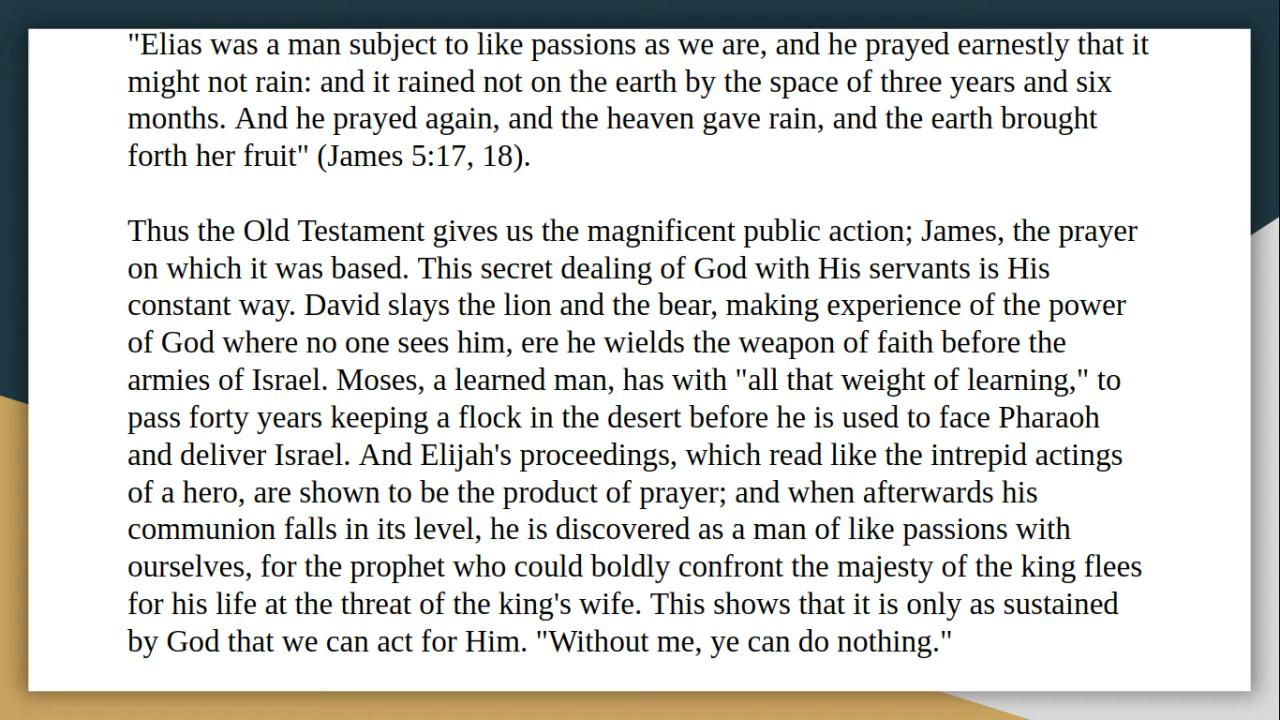 "Elias was a man subject to like passions as we are, and he prayed earnestly that it
might not rain: and it rained not on the earth by the space of three years and six
months. And he prayed again, and the heaven gave rain, and the earth brought
forth her fruit" (James 5:17, 18).
Thus the Old Testament gives us the magnificent public action; James, the prayer
on which it was based. This secret dealing of God with His servants is His
constant way. David slays the lion and the bear, making experience of the power
of God where no one sees him, ere he wields the weapon of faith before the
armies of Israel. Moses, a learned man, has with "all that weight of learning," to
pass forty years keeping a flock in the desert before he is used to face Pharaoh
and deliver Israel. And Elijah's proceedings, which read like the intrepid actings
of a hero, are shown to be the product of prayer; and when afterwards his
communion falls in its level, he is discovered as a man of like passions with
ourselves, for the prophet who could boldly confront the majesty of the king flees
for his life at the threat of the king's wife. This shows that it is only as sustained
by God that we can act for Him. "Without me, ye can do nothing."